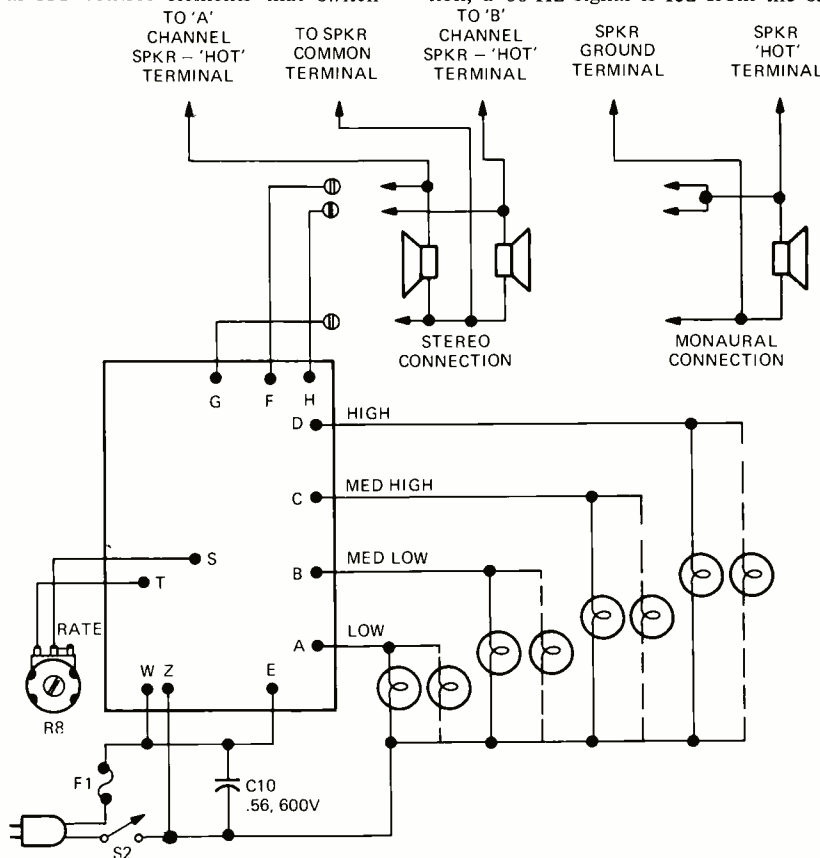 TO 'A'
CHANNEL
SPKR – 'HOT'
TERMINAL
TO SPKR
COMMON
TERMINAL
TO 'B'
CHANNEL
SPKR – 'HOT'
TERMINAL
SPKR
GROUND
TERMINAL
SPKR
'HOT'
TERMINAL
STEREO
CONNECTION
MONAURAL
CONNECTION
G F H
D HIGH
C MED HIGH
S
B MED LOW
T
RATE
A LOW
R8
W Z E
F1
C10
.56, 600V
S2